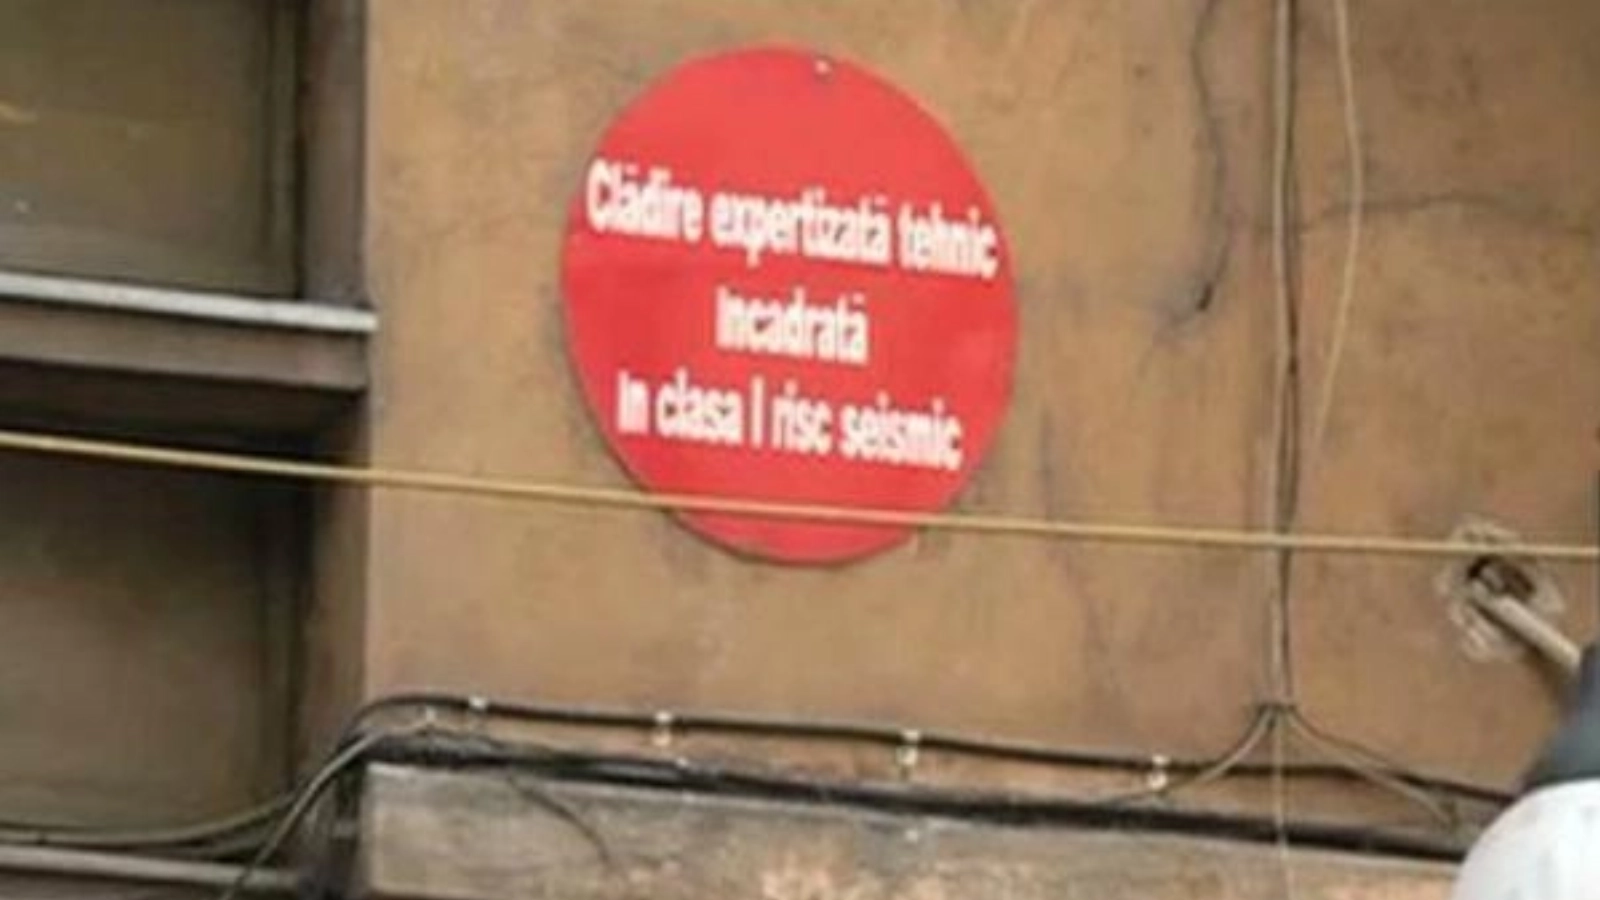 Clădire expertizată tehnic
încadrată
în clasa I risc seismic